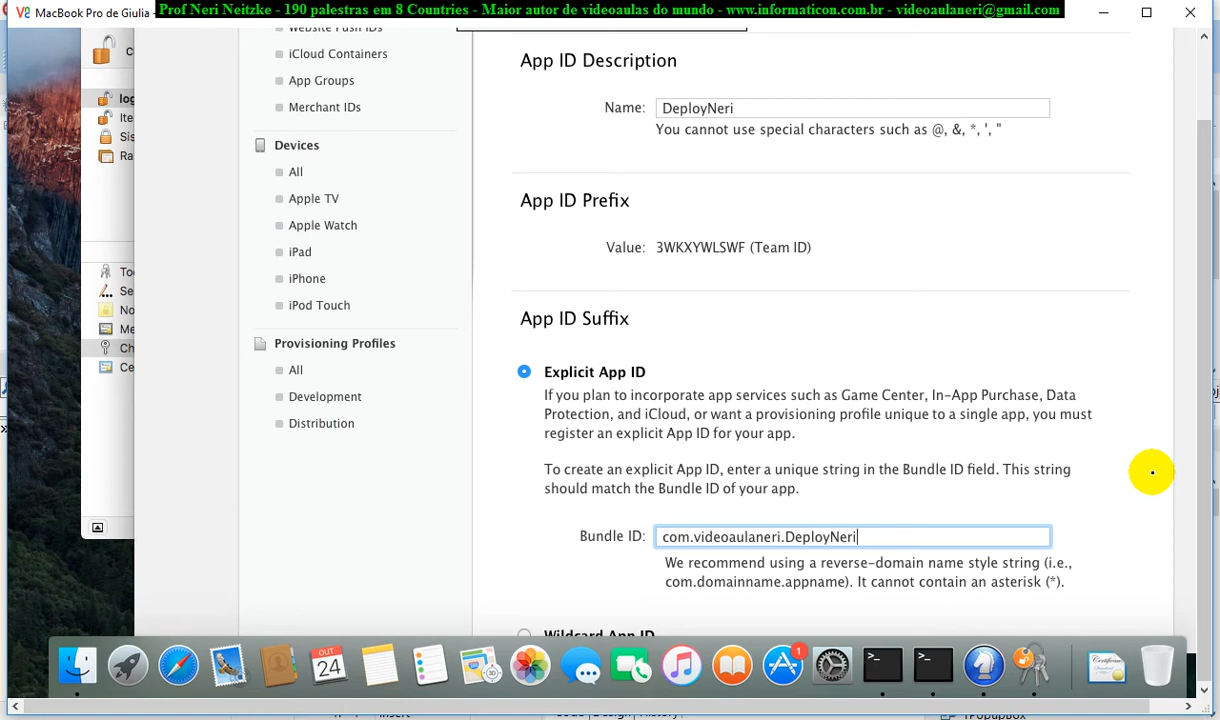 MacBook Pro de Giulia -
Prof Neri Neitzke - 190 palestras em 8 Countries - Maior autor de videoaulas do mundo - www.informaticon.com.br - videoaulaneri@gmail.com
Website Push IDs
iCloud Containers
App Groups
Merchant IDs
Devices
All
Apple TV
Apple Watch
iPad
iPhone
iPod Touch
Provisioning Profiles
All
Development
Distribution
App ID Description
Name: DeployNeri
You cannot use special characters such as @, &, *, ', "
App ID Prefix
Value: 3WKXYWLSWF (Team ID)
App ID Suffix
Explicit App ID
If you plan to incorporate app services such as Game Center, In-App Purchase, Data
Protection, and iCloud, or want a provisioning profile unique to a single app, you must
register an explicit App ID for your app.
To create an explicit App ID, enter a unique string in the Bundle ID field. This string
should match the Bundle ID of your app.
Bundle ID: com.videoaulaneri.DeployNeri
We recommend using a reverse-domain name style string (i.e.,
com.domainname.appname). It cannot contain an asterisk (*).
Wildcard App ID
OUT
24
1